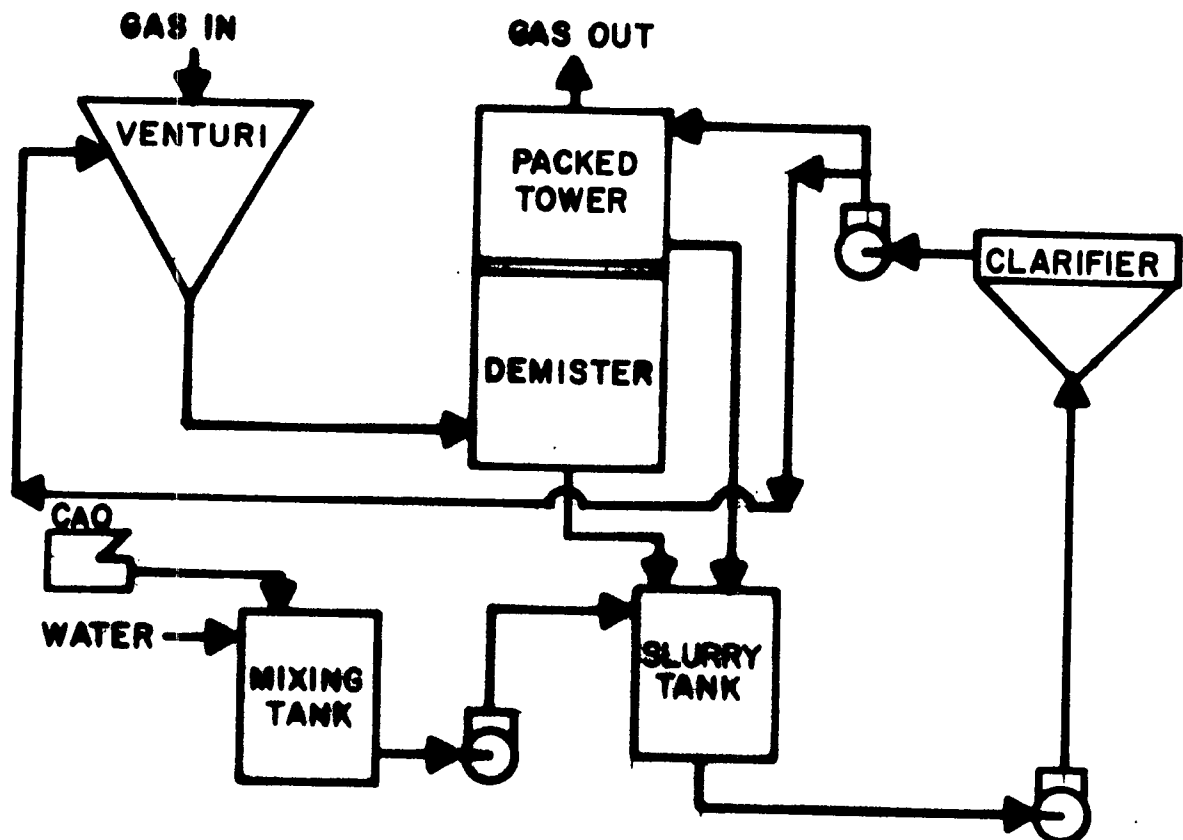 GAS IN
GAS OUT
VENTURI
PACKED
TOWER
CLARIFIER
DEMISTER
CAO
WATER
MIXING
TANK
SLURRY
TANK